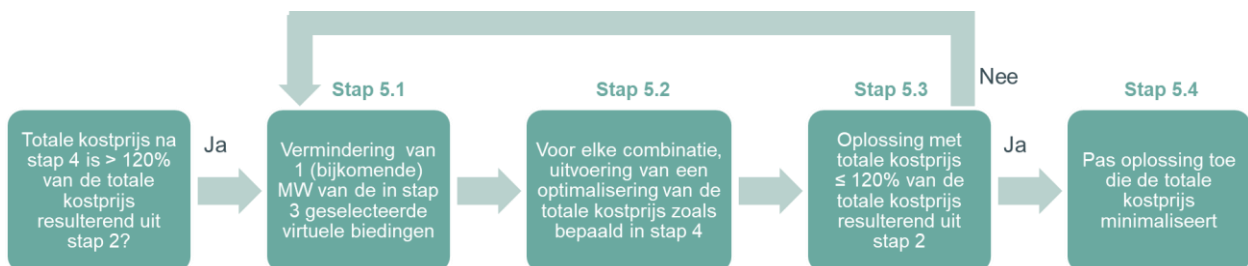 Nee
Stap 5.1
Stap 5.2
Stap 5.3
Stap 5.4
Totale kostprijs na
stap 4 is > 120%
van de totale
kostprijs
resulterend uit
stap 2?
Ja
Vermindering van
1 (bijkomende)
MW van de in stap
3 geselecteerde
virtuele biedingen
Voor elke combinatie,
uitvoering van een
optimalisering van de
totale kostprijs zoals
bepaald in stap 4
Oplossing met
totale kostprijs
≤ 120% van de
totale kostprijs
resulterend uit
stap 2
Ja
Pas oplossing toe
die de totale
kostprijs
minimaliseert